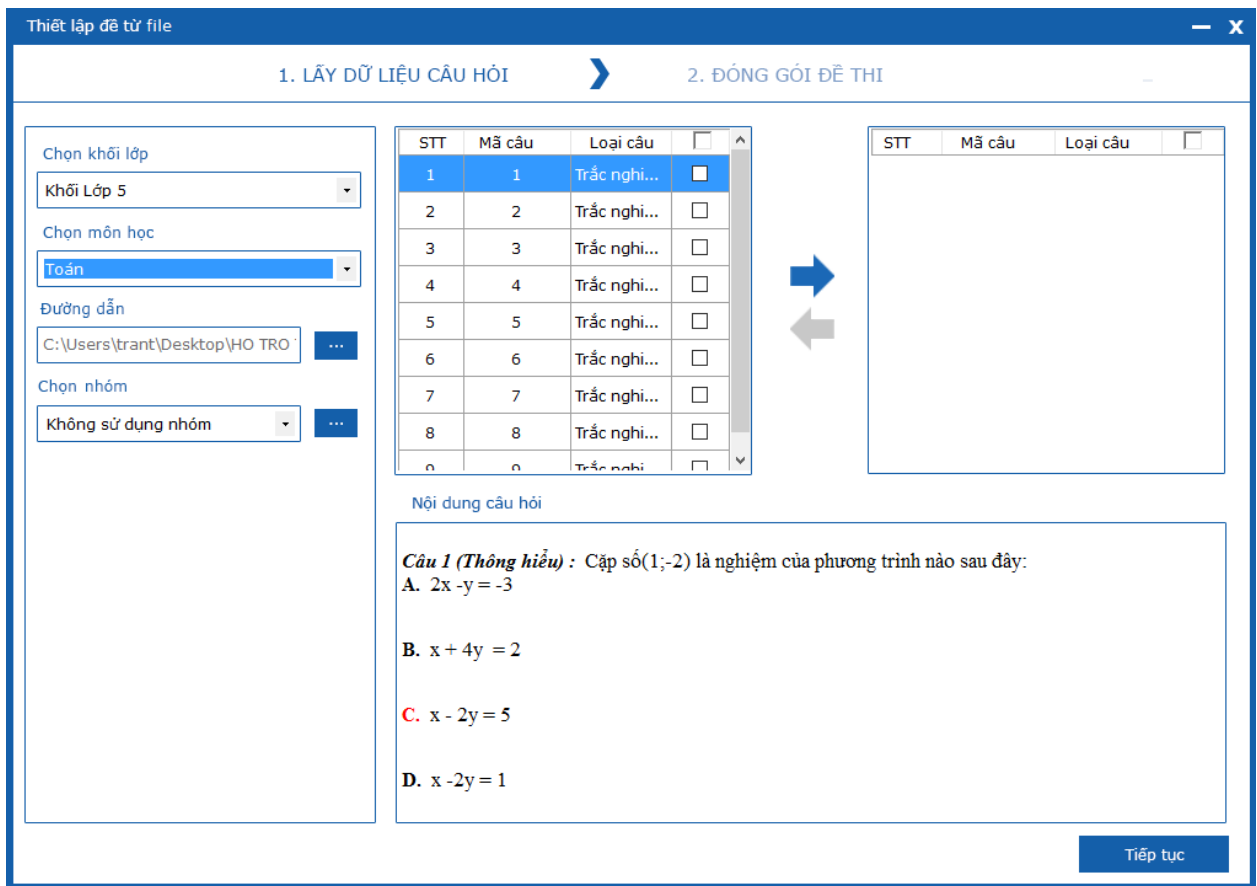 Thiết lập đề từ file
1. LẤY DỮ LIỆU CÂU HỎI
2. ĐÓNG GÓI ĐỀ THI
Chọn khối lớp
Khối Lớp 5
Chọn môn học
Toán
Đường dẫn
C:\Users\trant\Desktop\HO TRO
...
Chọn nhóm
Không sử dụng nhóm
...
STT Mã câu Loại câu
1 1 Trắc nghi...
2 2 Trắc nghi...
3 3 Trắc nghi...
4 4 Trắc nghi...
5 5 Trắc nghi...
6 6 Trắc nghi...
7 7 Trắc nghi...
8 8 Trắc nghi...
9 9 Trắc nghi
STT Mã câu Loại câu
Nội dung câu hỏi
Câu 1 (Thông hiểu) : Cặp số(1;-2) là nghiệm của phương trình nào sau đây:
A. 2x -y = -3
B. x + 4y = 2
C. x - 2y = 5
D. x -2y = 1
Tiếp tục